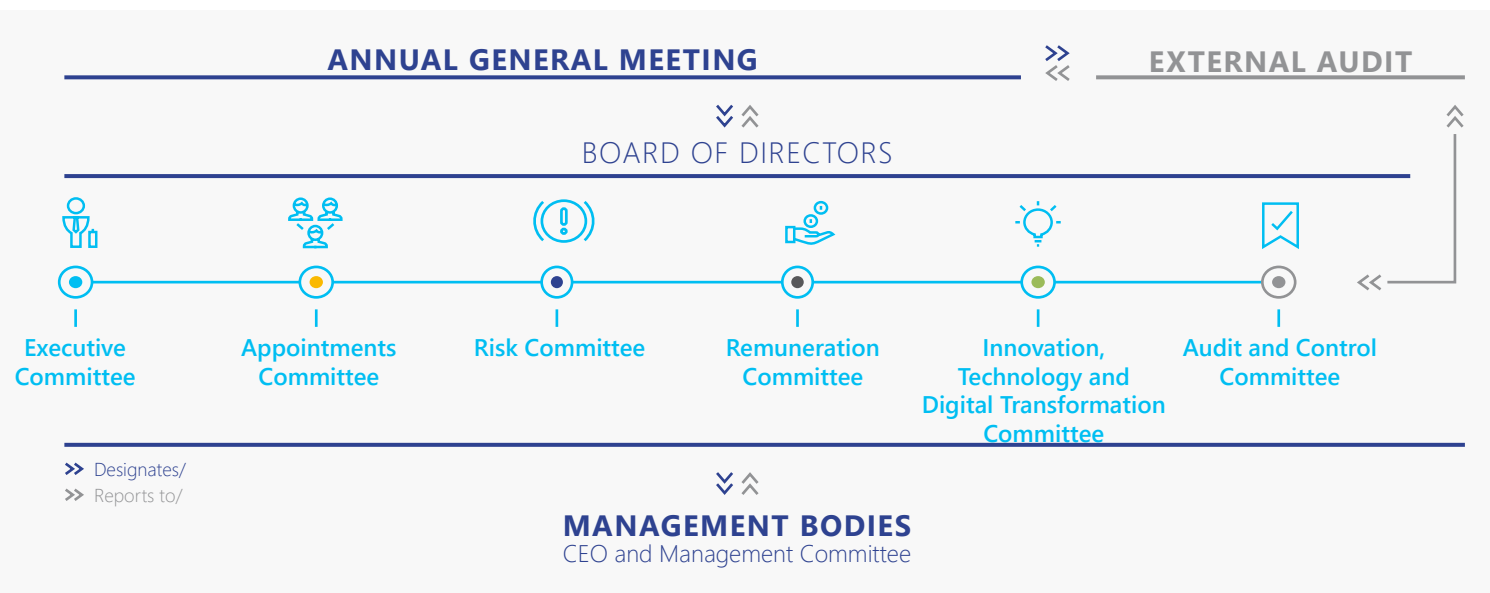 ANNUAL GENERAL MEETING
EXTERNAL AUDIT
BOARD OF DIRECTORS
Executive
Committee
Appointments
Committee
Risk Committee
Remuneration
Committee
Innovation,
Technology and
Digital Transformation
Committee
Audit and Control
Committee
Designates/
Reports to/
MANAGEMENT BODIES
CEO and Management Committee